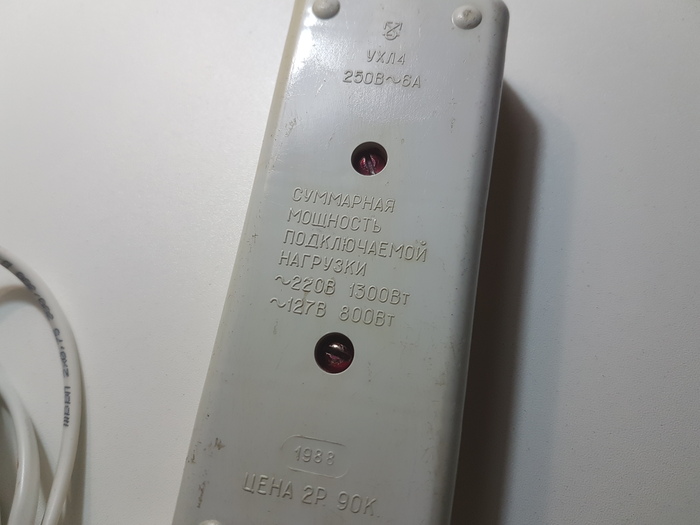 УХЛ4
250В~6А
СУММАРНАЯ
МОЩНОСТЬ
ПОДКЛЮЧАЕМОЙ
НАГРУЗКИ
~220В 1300Вт
~127В 800Вт
1988
ЦЕНА 2Р. 90К.